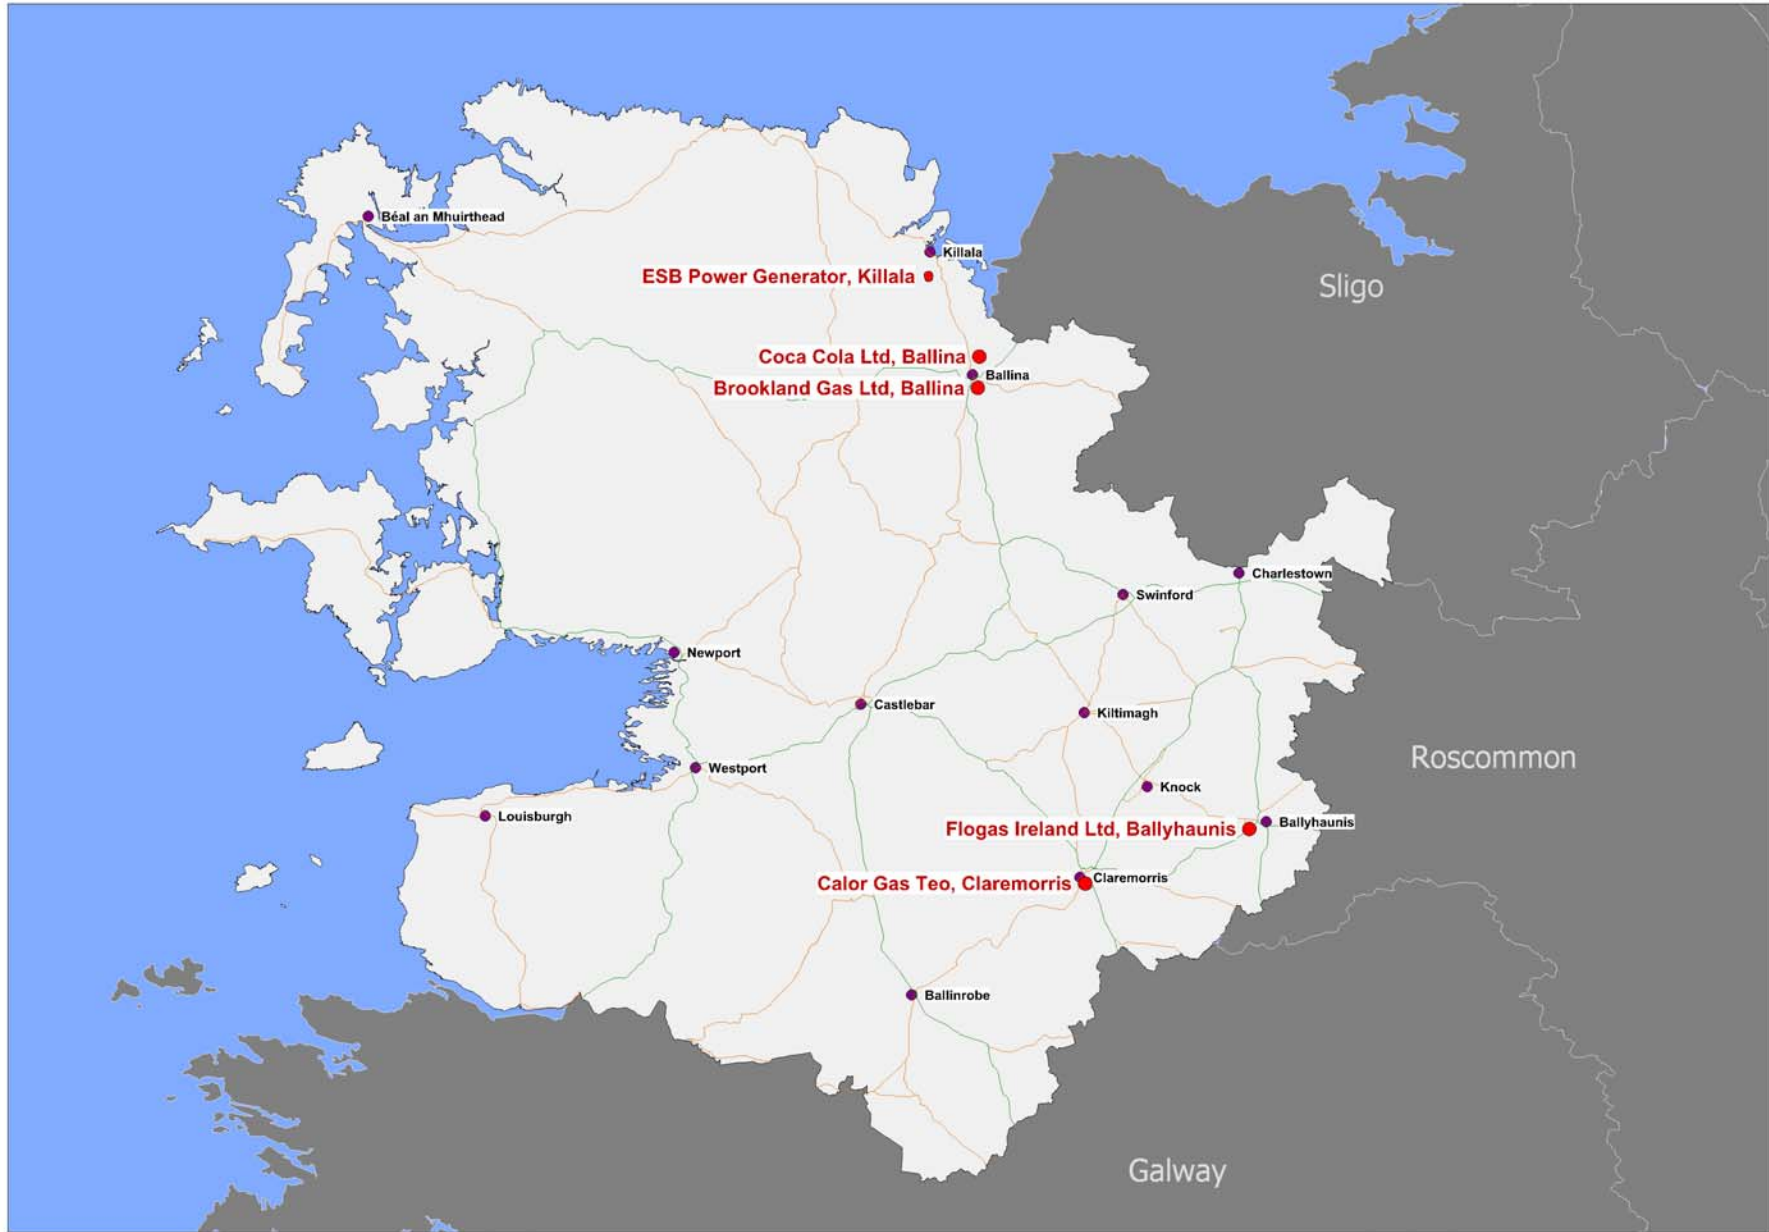 Béal an Mhuirthead
Killala
ESB Power Generator, Killala
Sligo
Coca Cola Ltd, Ballina
Ballina
Brookland Gas Ltd, Ballina
Charlestown
Swinford
Newport
Castlebar
Kiltimagh
Roscommon
Westport
Knock
Louisburgh
Ballyhaunis
Flogas Ireland Ltd, Ballyhaunis
Claremorris
Calor Gas Teo, Claremorris
Ballinrobe
Galway